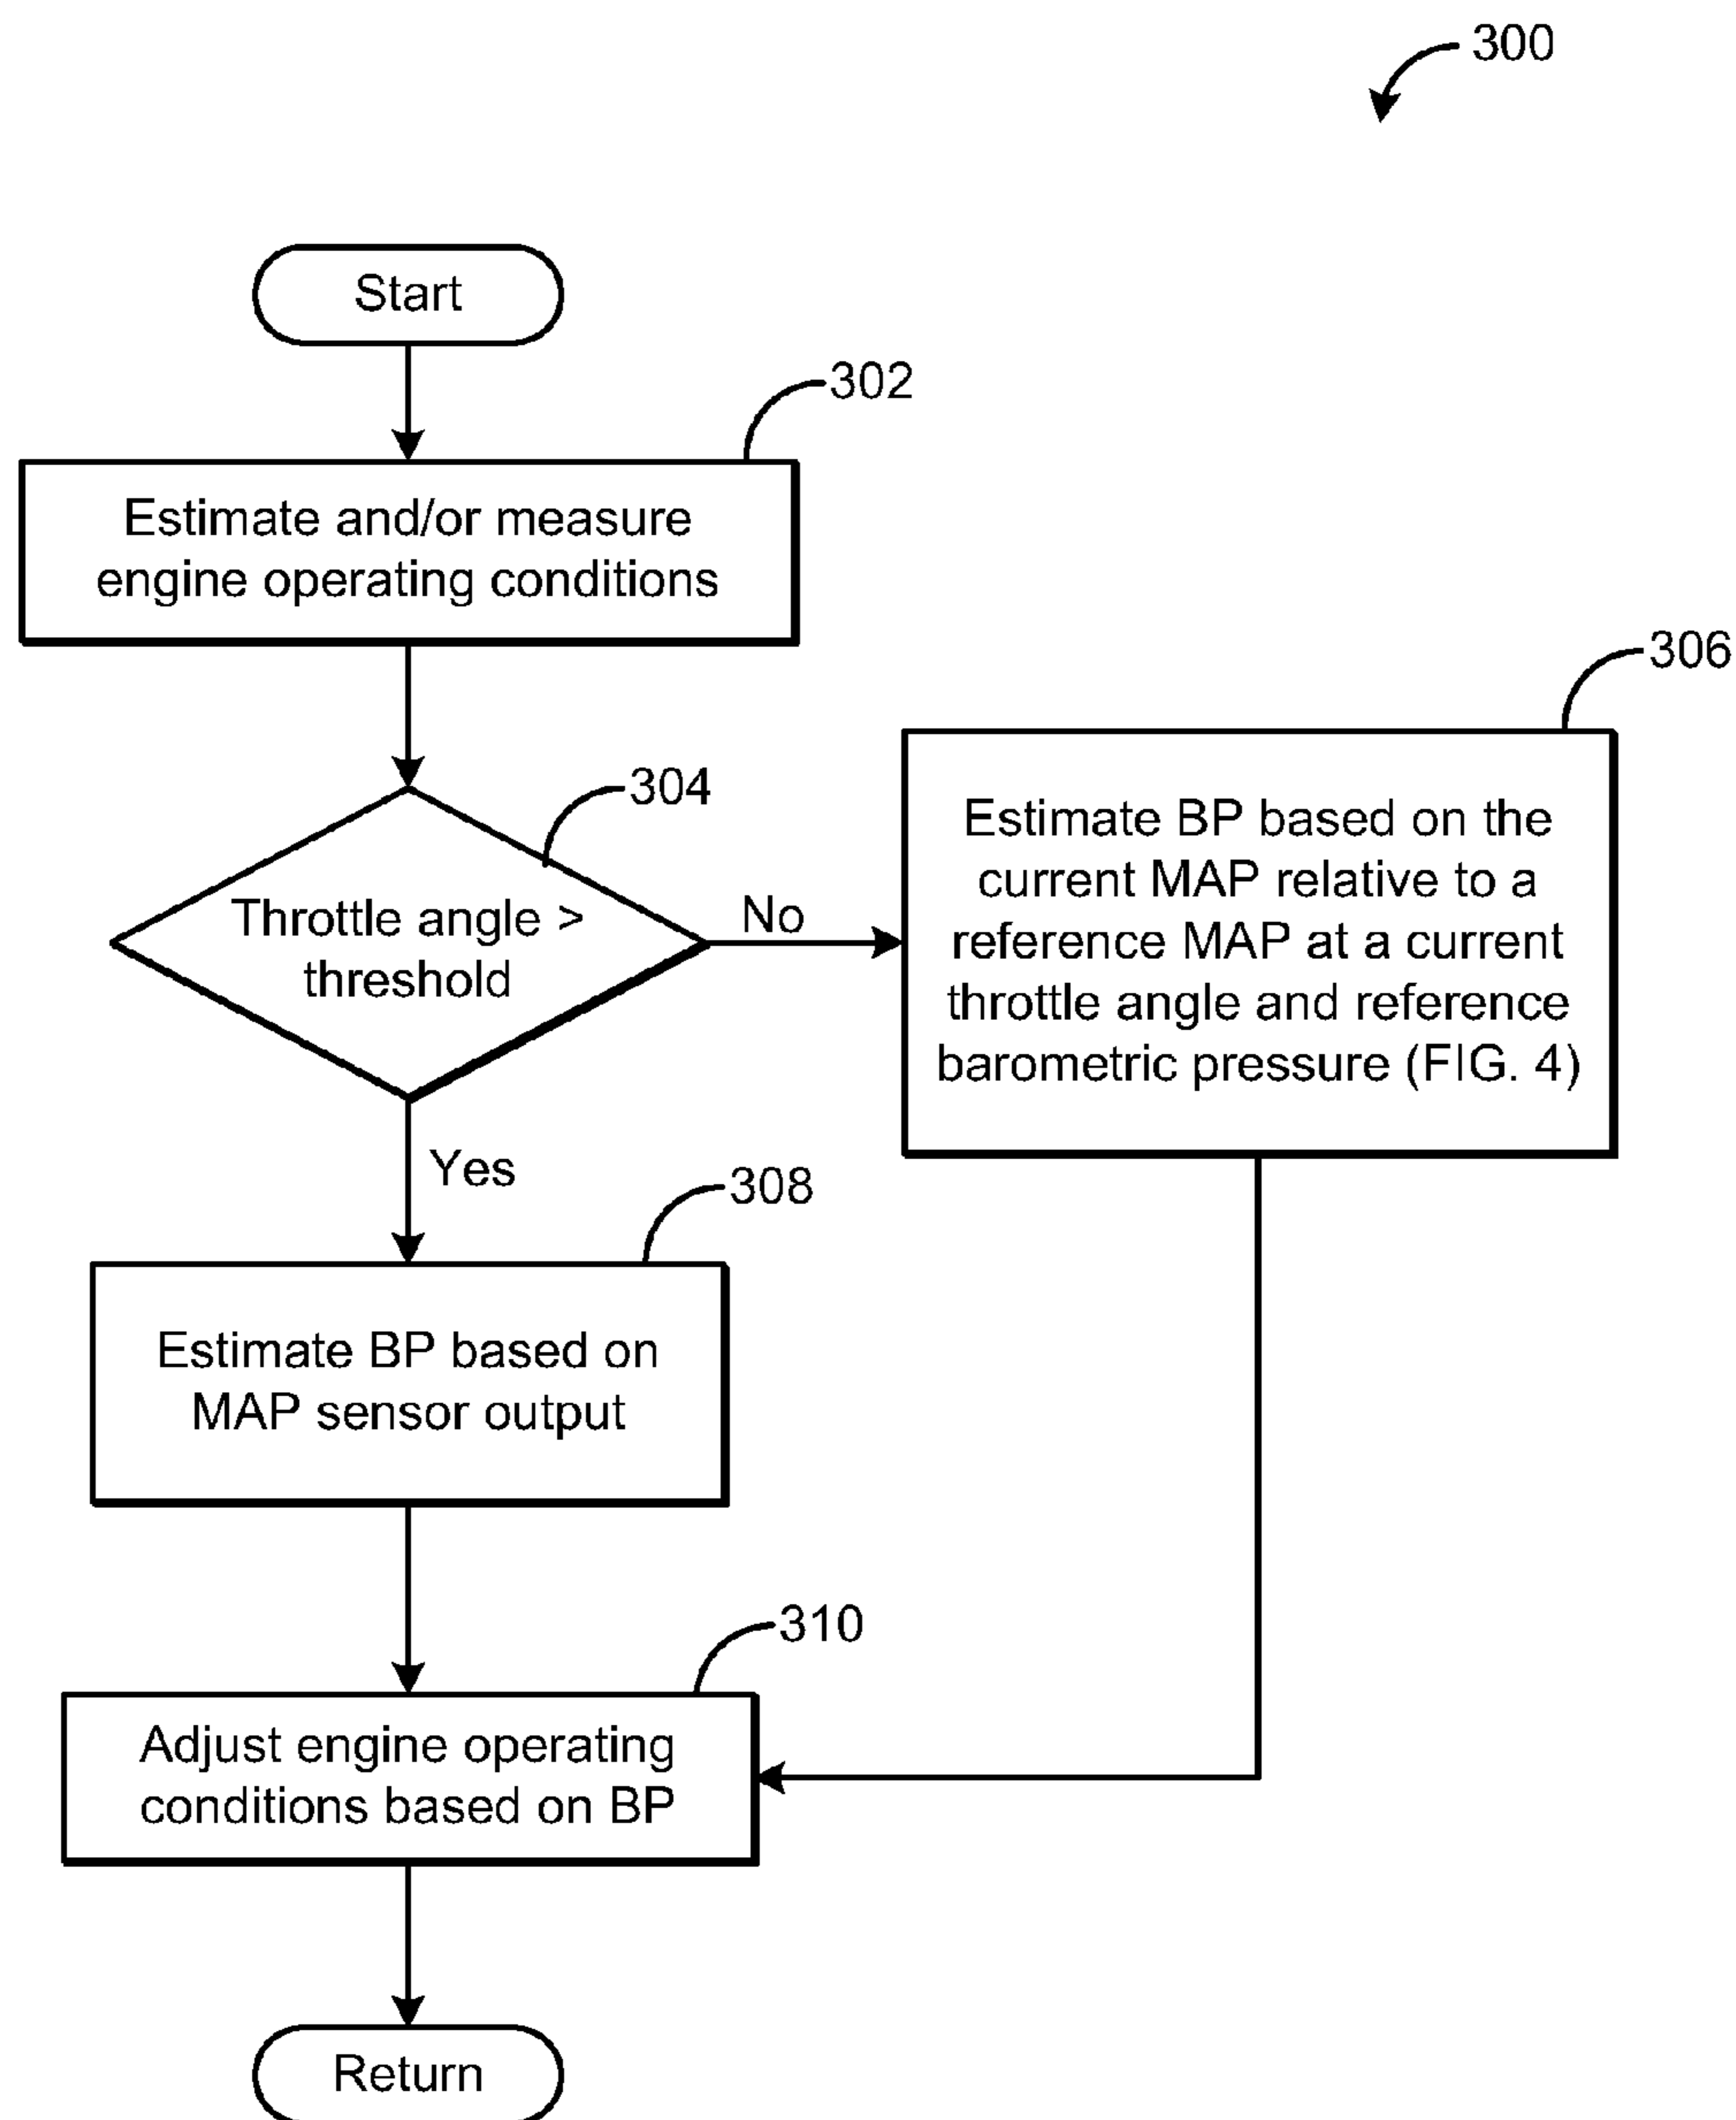 300
Start
302
Estimate and/or measure
engine operating conditions
304
Throttle angle >
threshold
No
306
Estimate BP based on the
current MAP relative to a
reference MAP at a current
throttle angle and reference
barometric pressure (FIG. 4)
Yes
308
Estimate BP based on
MAP sensor output
310
Adjust engine operating
conditions based on BP
Return